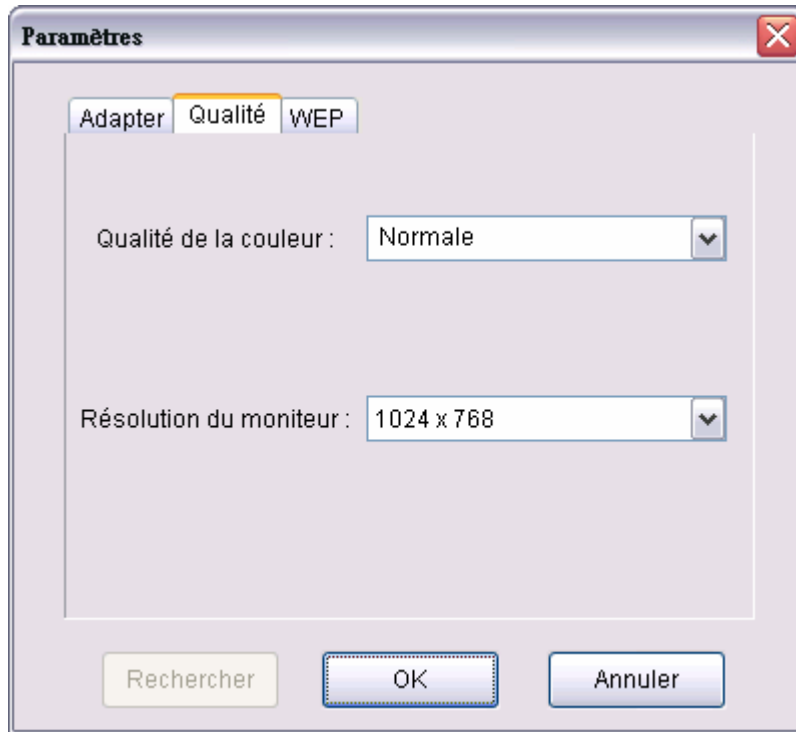 Paramètres
Adapter Qualité WEP
Qualité de la couleur : Normale
Résolution du moniteur : 1024 x 768
Rechercher OK Annuler